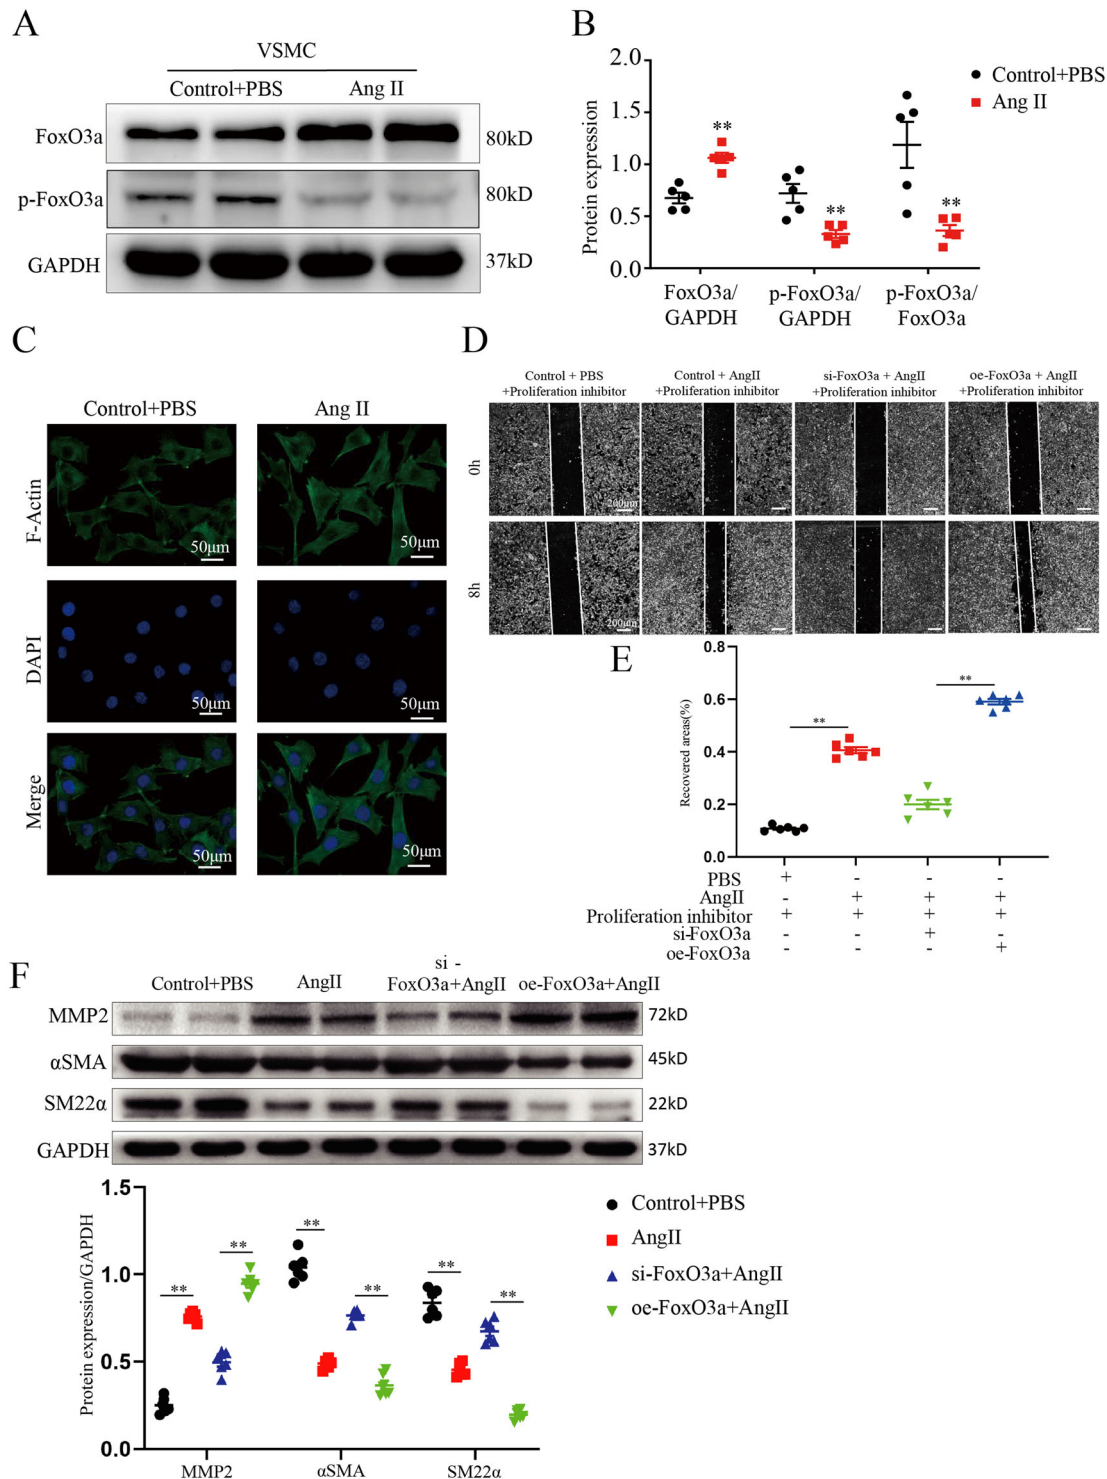 A
VSMC
Control+PBS Ang II
FoxO3a 80kD
p-FoxO3a 80kD
GAPDH 37kD
B
2.0
1.5
1.0
0.5
0.0
Protein expression
** ** **
Control+PBS
Ang II
FoxO3a/ p-FoxO3a/ p-FoxO3a/
GAPDH GAPDH FoxO3a
C
Control+PBS Ang II
F-Actin
50μm 50μm
DAPI
50μm 50μm
Merge
50μm 50μm
D
Control + PBS Control + AngII si-FoxO3a + AngII oe-FoxO3a + AngII
+Proliferation inhibitor +Proliferation inhibitor +Proliferation inhibitor +Proliferation inhibitor
0h
200μm
8h
200μm
E
0.8
0.6
0.4
0.2
0.0
Recovered areas(%)
** **
PBS + - - -
AngII - + + +
Proliferation inhibitor + + + +
si-FoxO3a - - + -
oe-FoxO3a - - - +
F
si -
Control+PBS AngII FoxO3a+AngII oe-FoxO3a+AngII
MMP2 72kD
αSMA 45kD
SM22α 22kD
GAPDH 37kD
1.5
1.0
0.5
0.0
Protein expression/GAPDH
** ** ** ** ** **
Control+PBS
AngII
si-FoxO3a+AngII
oe-FoxO3a+AngII
MMP2 αSMA SM22α